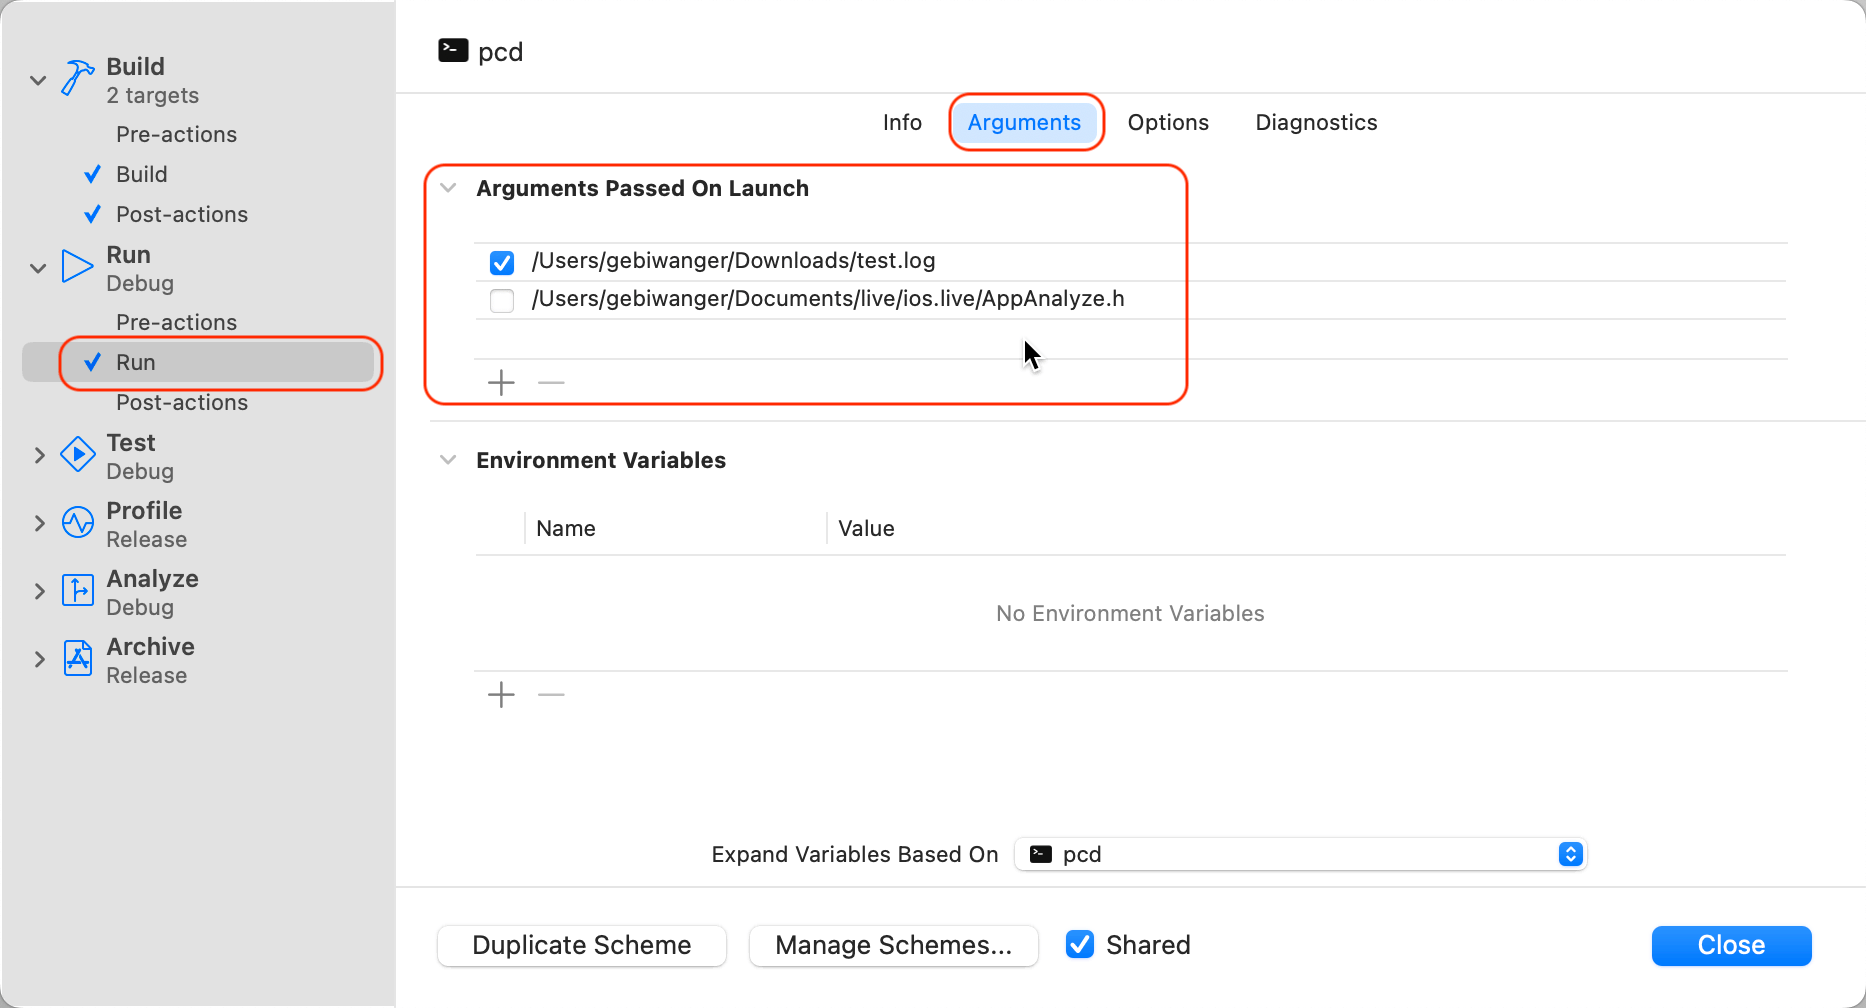 Build
2 targets
Pre-actions
Build
Post-actions
Run
Debug
Pre-actions
Run
Post-actions
Test
Debug
Profile
Release
Analyze
Debug
Archive
Release
pcd
Info Arguments Options Diagnostics
Arguments Passed On Launch
/Users/gebiwanger/Downloads/test.log
/Users/gebiwanger/Documents/live/ios.live/AppAnalyze.h
Environment Variables
Name Value
No Environment Variables
Expand Variables Based On pcd
Duplicate Scheme Manage Schemes... Shared Close